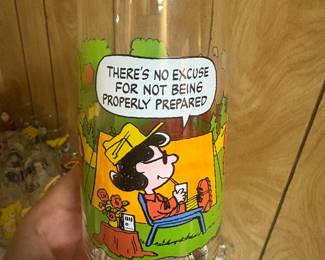 THERE'S NO EXCUSE
FOR NOT BEING
PROPERLY PREPARED